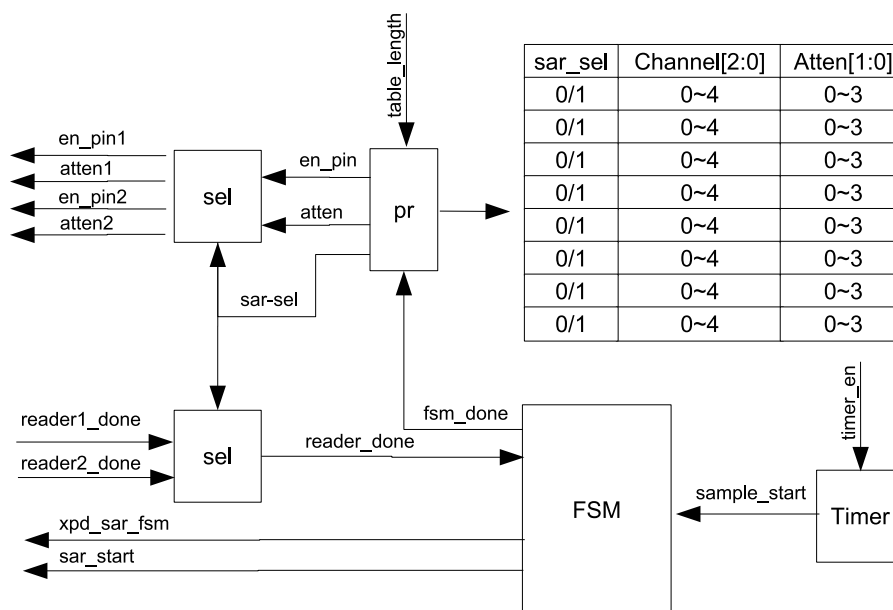 table_length
sar_sel Channel[2:0] Atten[1:0]
0/1 0~4 0~3
0/1 0~4 0~3
0/1 0~4 0~3
0/1 0~4 0~3
0/1 0~4 0~3
0/1 0~4 0~3
0/1 0~4 0~3
0/1 0~4 0~3
en_pin1
atten1
en_pin2
atten2
sel
en_pin
atten
pr
sar-sel
reader1_done
reader2_done
sel
reader_done
fsm_done
FSM
timer_en
sample_start
Timer
xpd_sar_fsm
sar_start